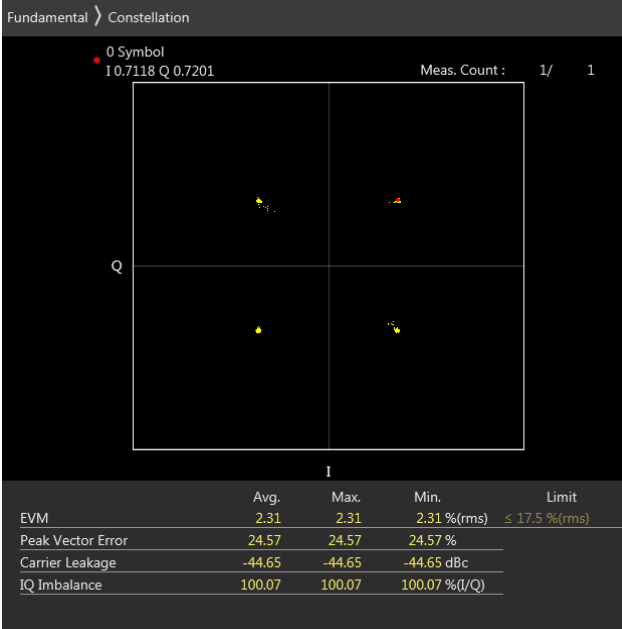 Fundamental 〉 Constellation
0 Symbol
I 0.7118 Q 0.7201
Meas. Count : 1/ 1
Q
I
Avg. Max. Min. Limit
EVM 2.31 2.31 2.31 %(rms) ≤ 17.5 %(rms)
Peak Vector Error 24.57 24.57 24.57 %
Carrier Leakage -44.65 -44.65 -44.65 dBc
IQ Imbalance 100.07 100.07 100.07 %(I/Q)